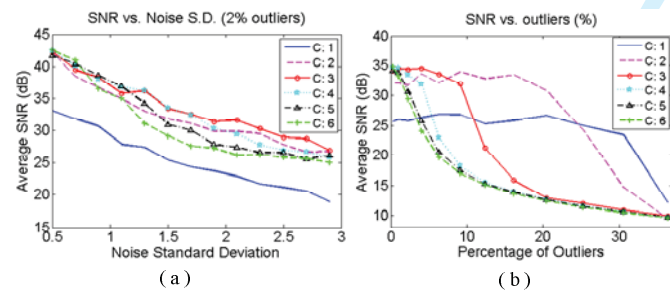 SNR vs. Noise S.D. (2% outliers)
45
40
35
30
25
20
15
0.5 1 1.5 2 2.5 3
Average SNR (dB)
Noise Standard Deviation
C: 1
C: 2
C: 3
C: 4
C: 5
C: 6
(a)
SNR vs. outliers (%)
40
35
30
25
20
15
10
0 10 20 30
Average SNR (dB)
Percentage of Outliers
C: 1
C: 2
C: 3
C: 4
C: 5
C: 6
(b)